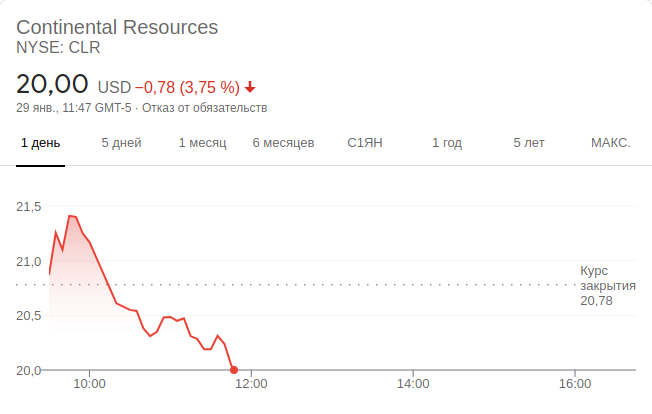 Continental Resources
NYSE: CLR
20,00 USD −0,78 (3,75 %)
29 янв., 11:47 GMT-5 · Отказ от обязательств
1 день 5 дней 1 месяц 6 месяцев С1ЯН 1 год 5 лет МАКС.
21,5
21,0
Курс
закрытия
20,78
20,5
20,0
10:00 12:00 14:00 16:00